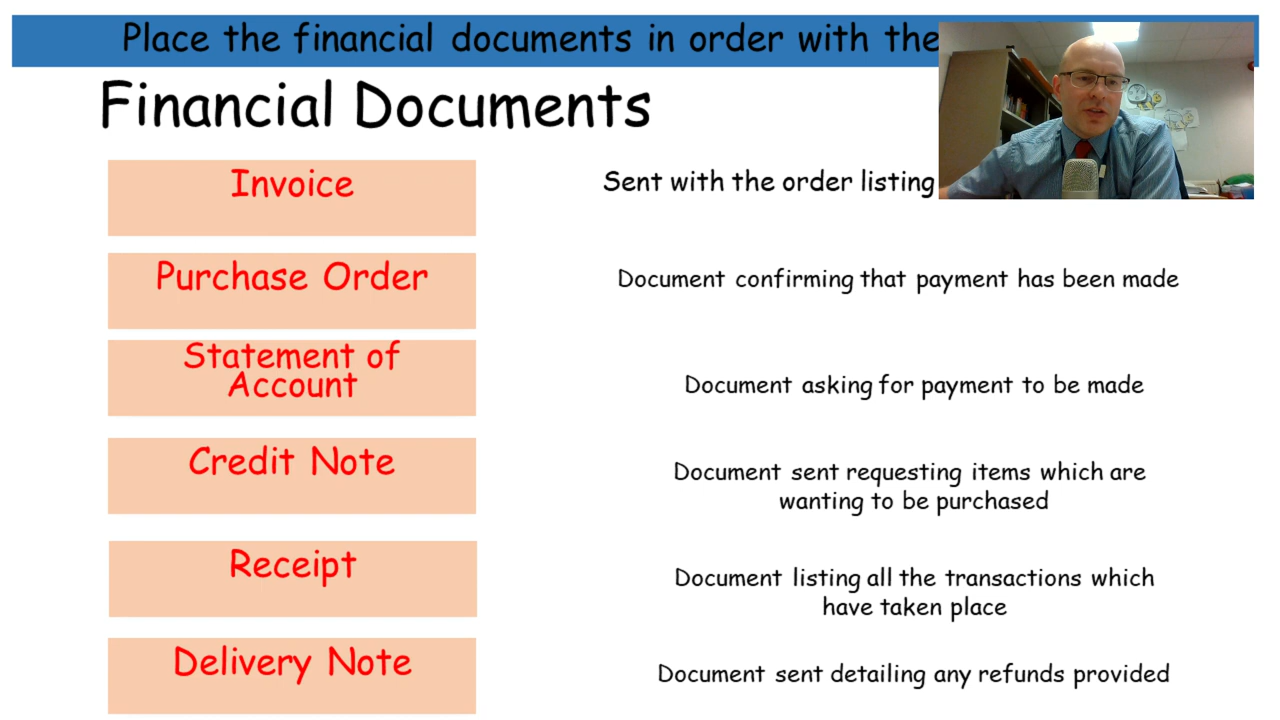 Place the financial documents in order with the
Financial Documents
Invoice
Sent with the order listing
Purchase Order
Document confirming that payment has been made
Statement of
Account
Document asking for payment to be made
Credit Note
Document sent requesting items which are
wanting to be purchased
Receipt
Document listing all the transactions which
have taken place
Delivery Note
Document sent detailing any refunds provided